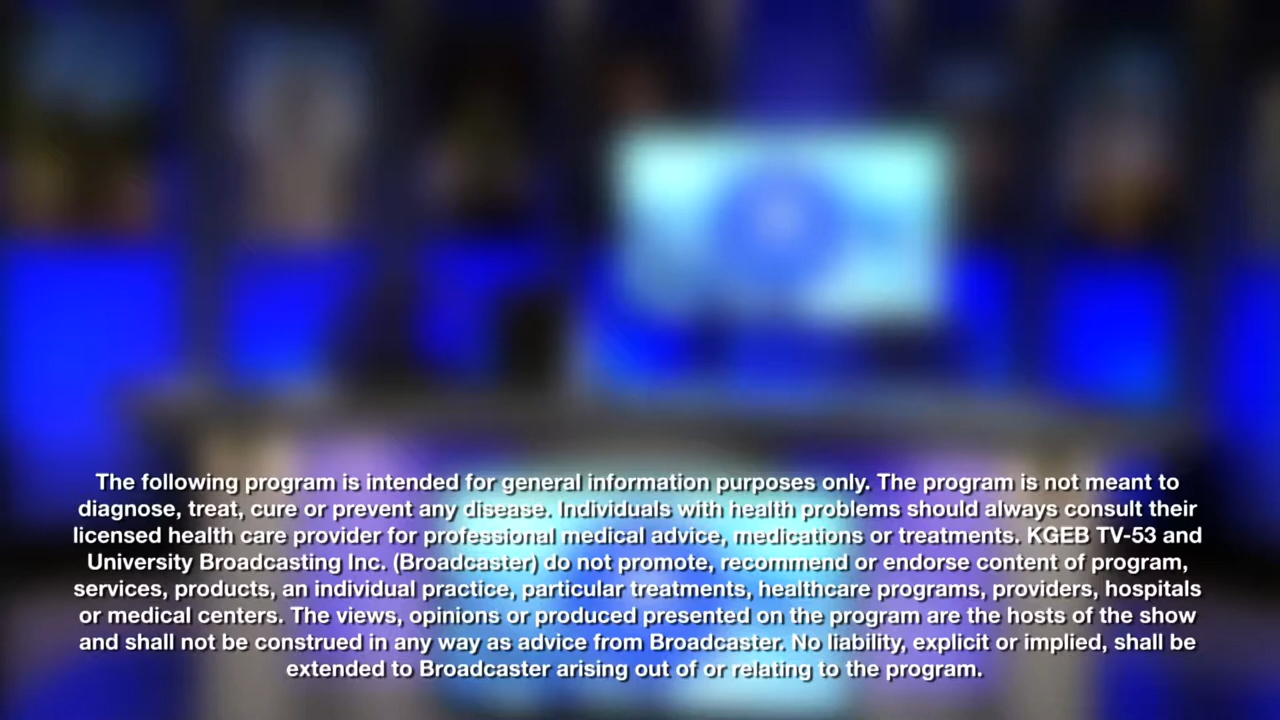 The following program is intended for general information purposes only. The program is not meant to
diagnose, treat, cure or prevent any disease. Individuals with health problems should always consult their
licensed health care provider for professional medical advice, medications or treatments. KGEB TV-53 and
University Broadcasting Inc. (Broadcaster) do not promote, recommend or endorse content of program,
services, products, an individual practice, particular treatments, healthcare programs, providers, hospitals
or medical centers. The views, opinions or produced presented on the program are the hosts of the show
and shall not be construed in any way as advice from Broadcaster. No liability, explicit or implied, shall be
extended to Broadcaster arising out of or relating to the program.